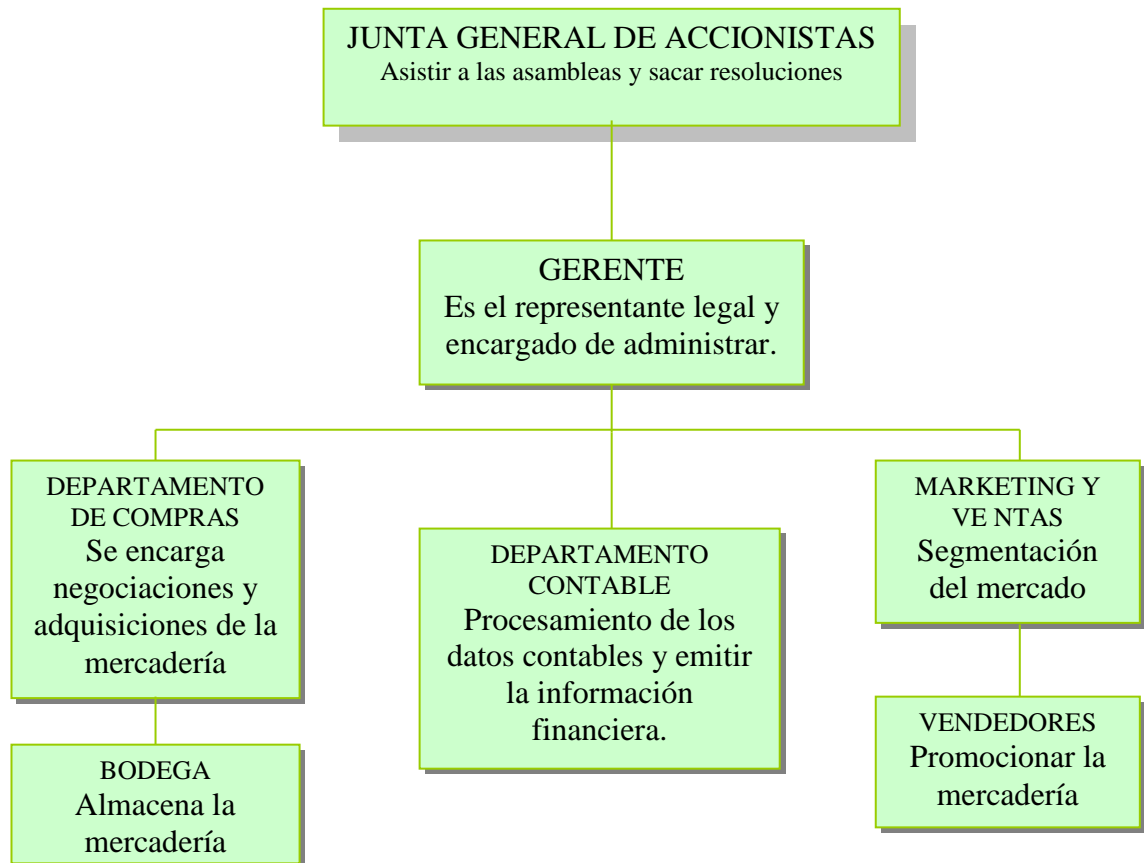 JUNTA GENERAL DE ACCIONISTAS
Asistir a las asambleas y sacar resoluciones
GERENTE
Es el representante legal y
encargado de administrar.
DEPARTAMENTO
DE COMPRAS
Se encarga
negociaciones y
adquisiciones de la
mercadería
DEPARTAMENTO
CONTABLE
Procesamiento de los
datos contables y emitir
la información
financiera.
MARKETING Y
VE NTAS
Segmentación
del mercado
BODEGA
Almacena la
mercadería
VENDEDORES
Promocionar la
mercadería